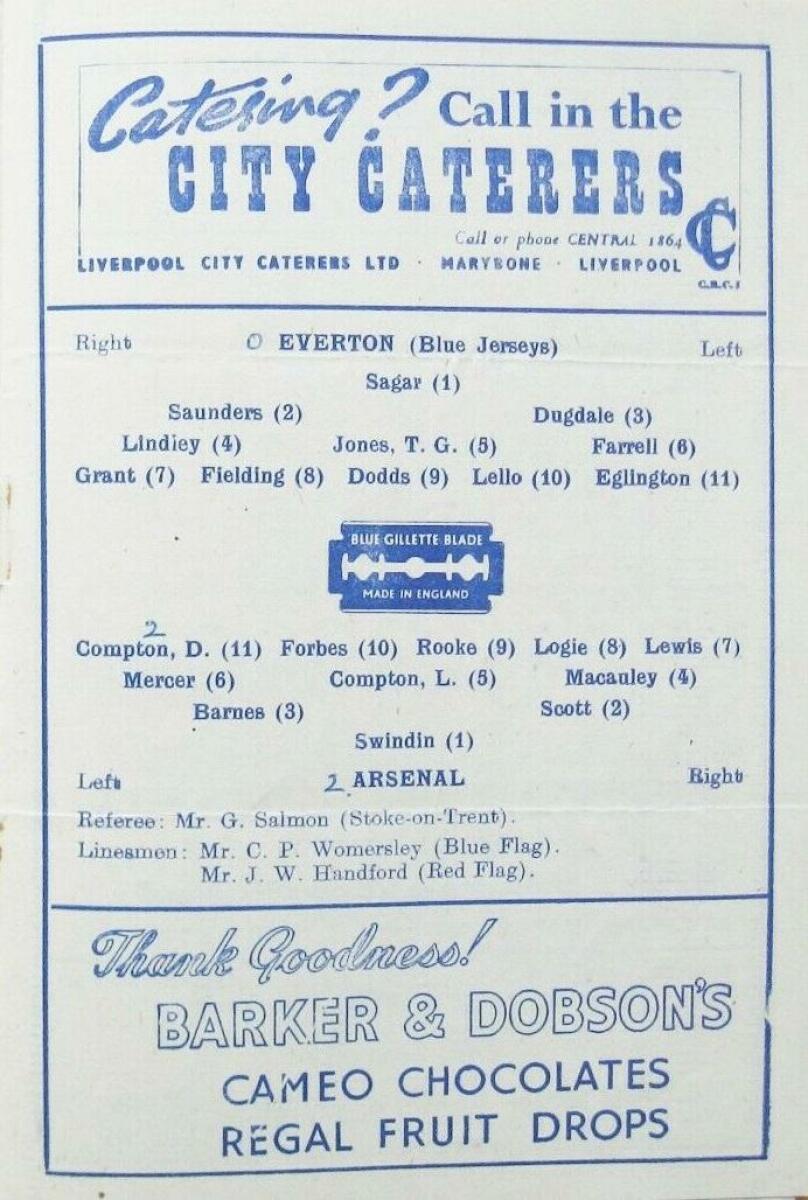 Catering? Call in the
CITY CATERERS
Call or phone CENTRAL 1864
LIVERPOOL CITY CATERERS LTD · MARYBONE · LIVERPOOL
Right 0 EVERTON (Blue Jerseys) Left
Sagar (1)
Saunders (2) Dugdale (3)
Lindley (4) Jones, T. G. (5) Farrell (6)
Grant (7) Fielding (8) Dodds (9) Lello (10) Eglington (11)
BLUE GILLETTE BLADE
MADE IN ENGLAND
2
Compton, D. (11) Forbes (10) Rooke (9) Logie (8) Lewis (7)
Mercer (6) Compton, L. (5) Macauley (4)
Barnes (3) Scott (2)
Swindin (1)
Left 2 ARSENAL Right
Referee: Mr. G. Salmon (Stoke-on-Trent).
Linesmen: Mr. C. P. Womersley (Blue Flag).
Mr. J. W. Handford (Red Flag).
Thank Goodness!
BARKER & DOBSON'S
CAMEO CHOCOLATES
REGAL FRUIT DROPS